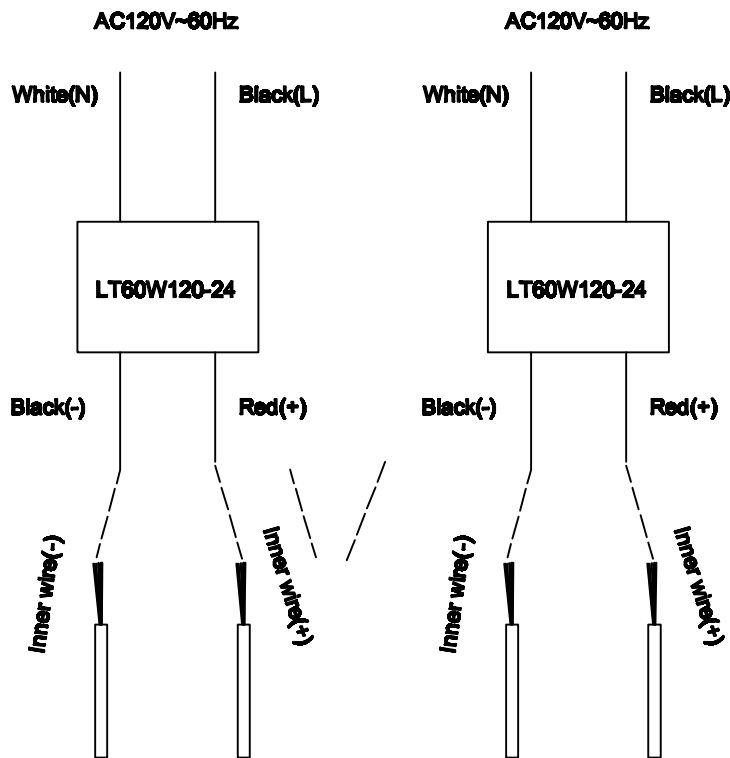 AC120V~60Hz AC120V~60Hz
White(N) Black(L) White(N) Black(L)
LT60W120-24 LT60W120-24
Black(-) Red(+) Black(-) Red(+)
Inner wire(-) Inner wire(+) Inner wire(-) Inner wire(+)